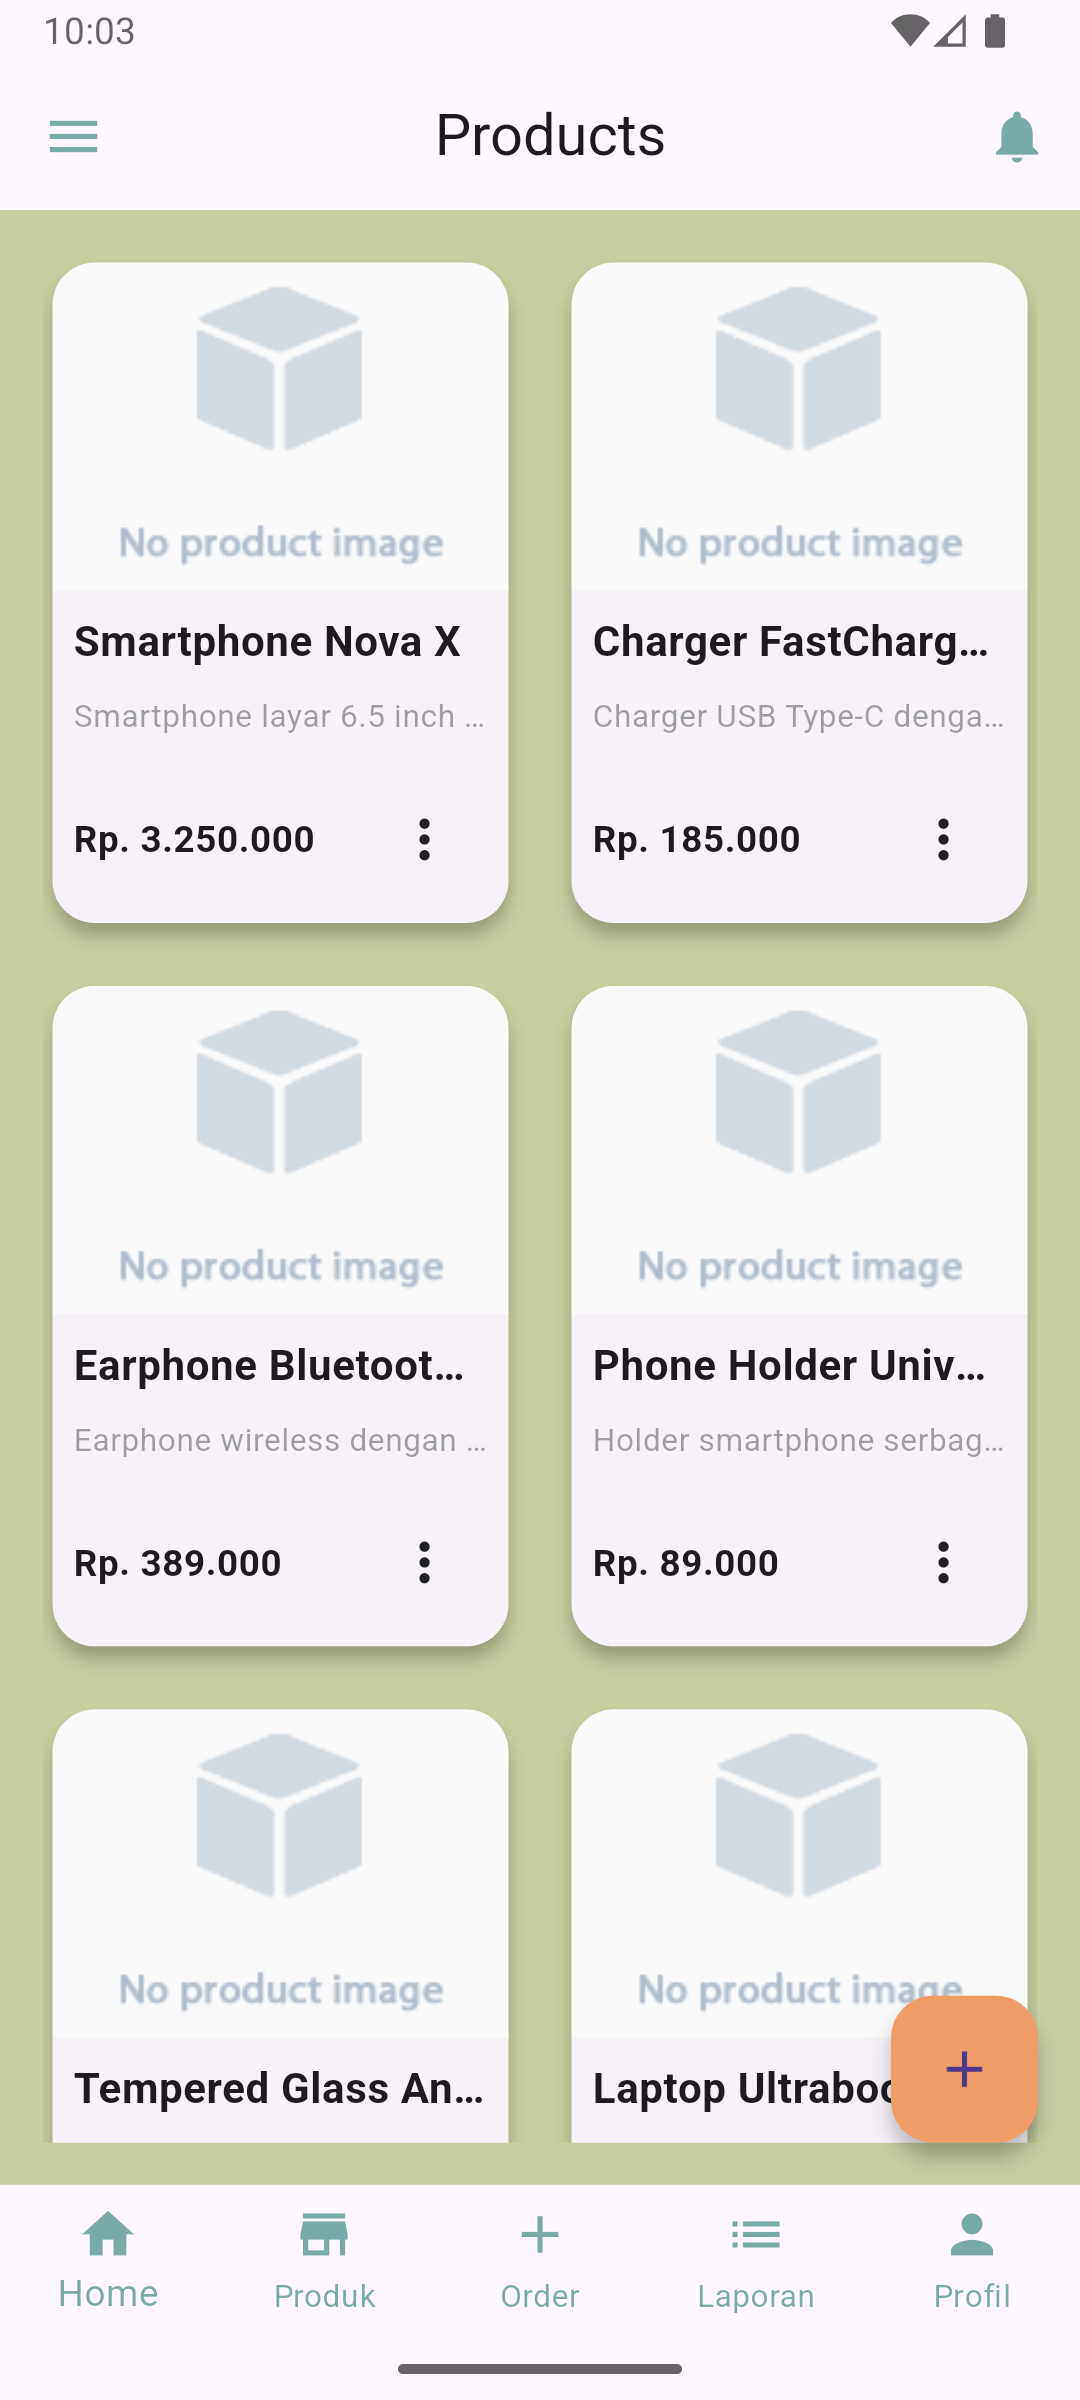 10:03
Products
No product image
No product image
Smartphone Nova X
Charger FastCharg...
Smartphone layar 6.5 inch ...
Charger USB Type-C denga...
Rp. 3.250.000
Rp. 185.000
No product image
No product image
Earphone Bluetoot...
Phone Holder Univ...
Earphone wireless dengan ...
Holder smartphone serbag...
Rp. 389.000
Rp. 89.000
No product image
No product image
Tempered Glass An...
Laptop
Home
Produk
Order
Laporan
Profil